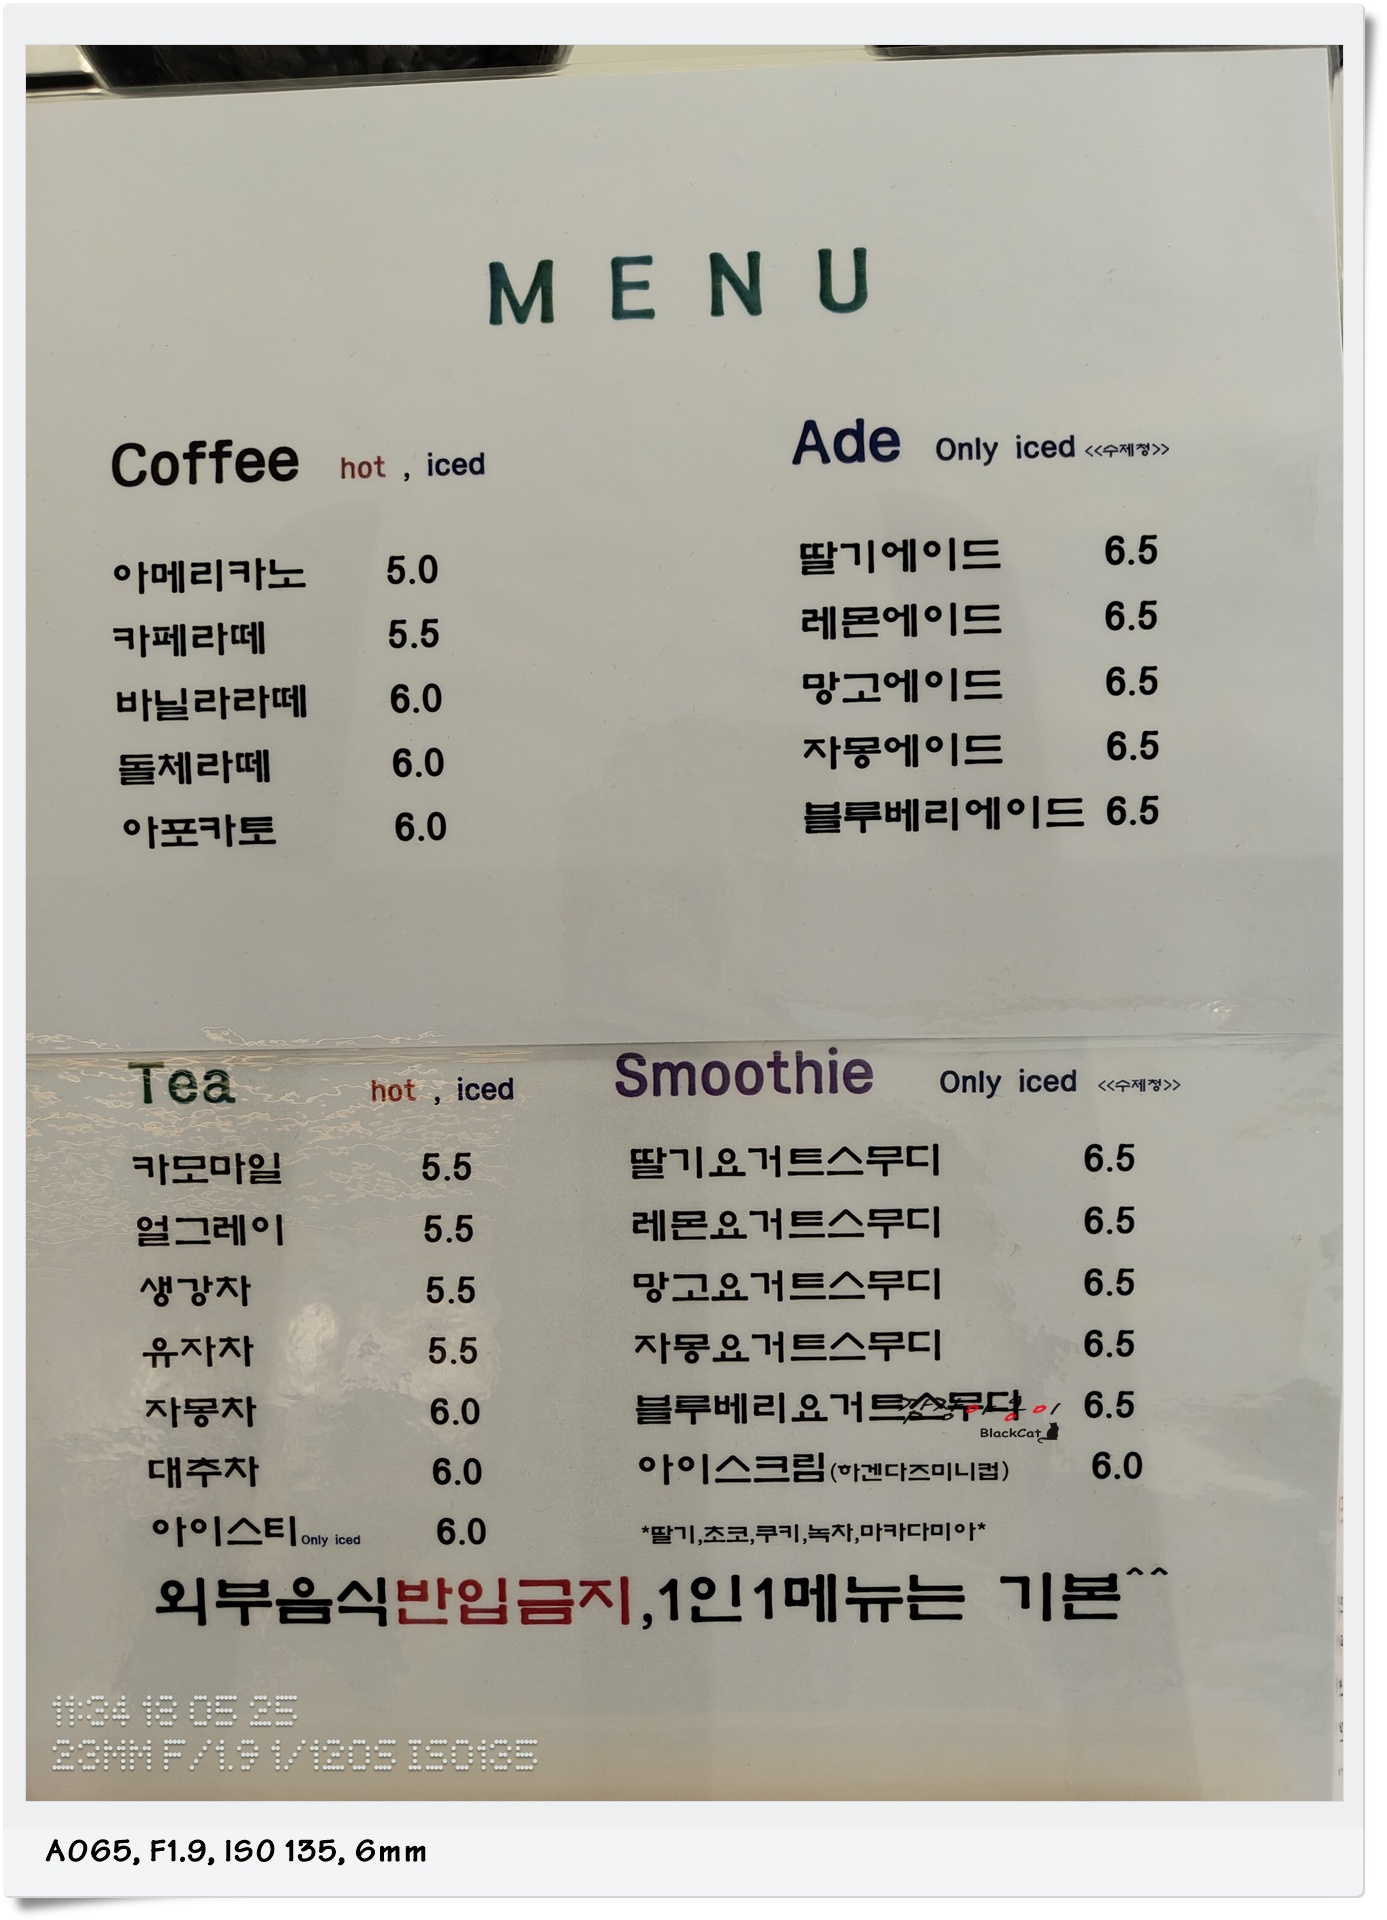 MENU
Coffee hot , iced
아메리카노 5.0
카페라떼 5.5
바닐라라떼 6.0
돌체라떼 6.0
아포카토 6.0
Ade Only iced <<수제청>>
딸기에이드 6.5
레몬에이드 6.5
망고에이드 6.5
자몽에이드 6.5
블루베리에이드 6.5
Tea hot , iced
카모마일 5.5
얼그레이 5.5
생강차 5.5
유자차 5.5
자몽차 6.0
대추차 6.0
아이스티 Only iced 6.0
Smoothie Only iced <<수제청>>
딸기요거트스무디 6.5
레몬요거트스무디 6.5
망고요거트스무디 6.5
자몽요거트스무디 6.5
블루베리요거트스무디 6.5
BlackCat
아이스크림(하겐다즈미니컵) 6.0
*딸기,초코,쿠키,녹차,마카다미아*
외부음식반입금지,1인1메뉴는 기본^^
11:34 18 05 25
23MM F/1.9 1/120S ISO135
A065, F1.9, ISO 135, 6mm